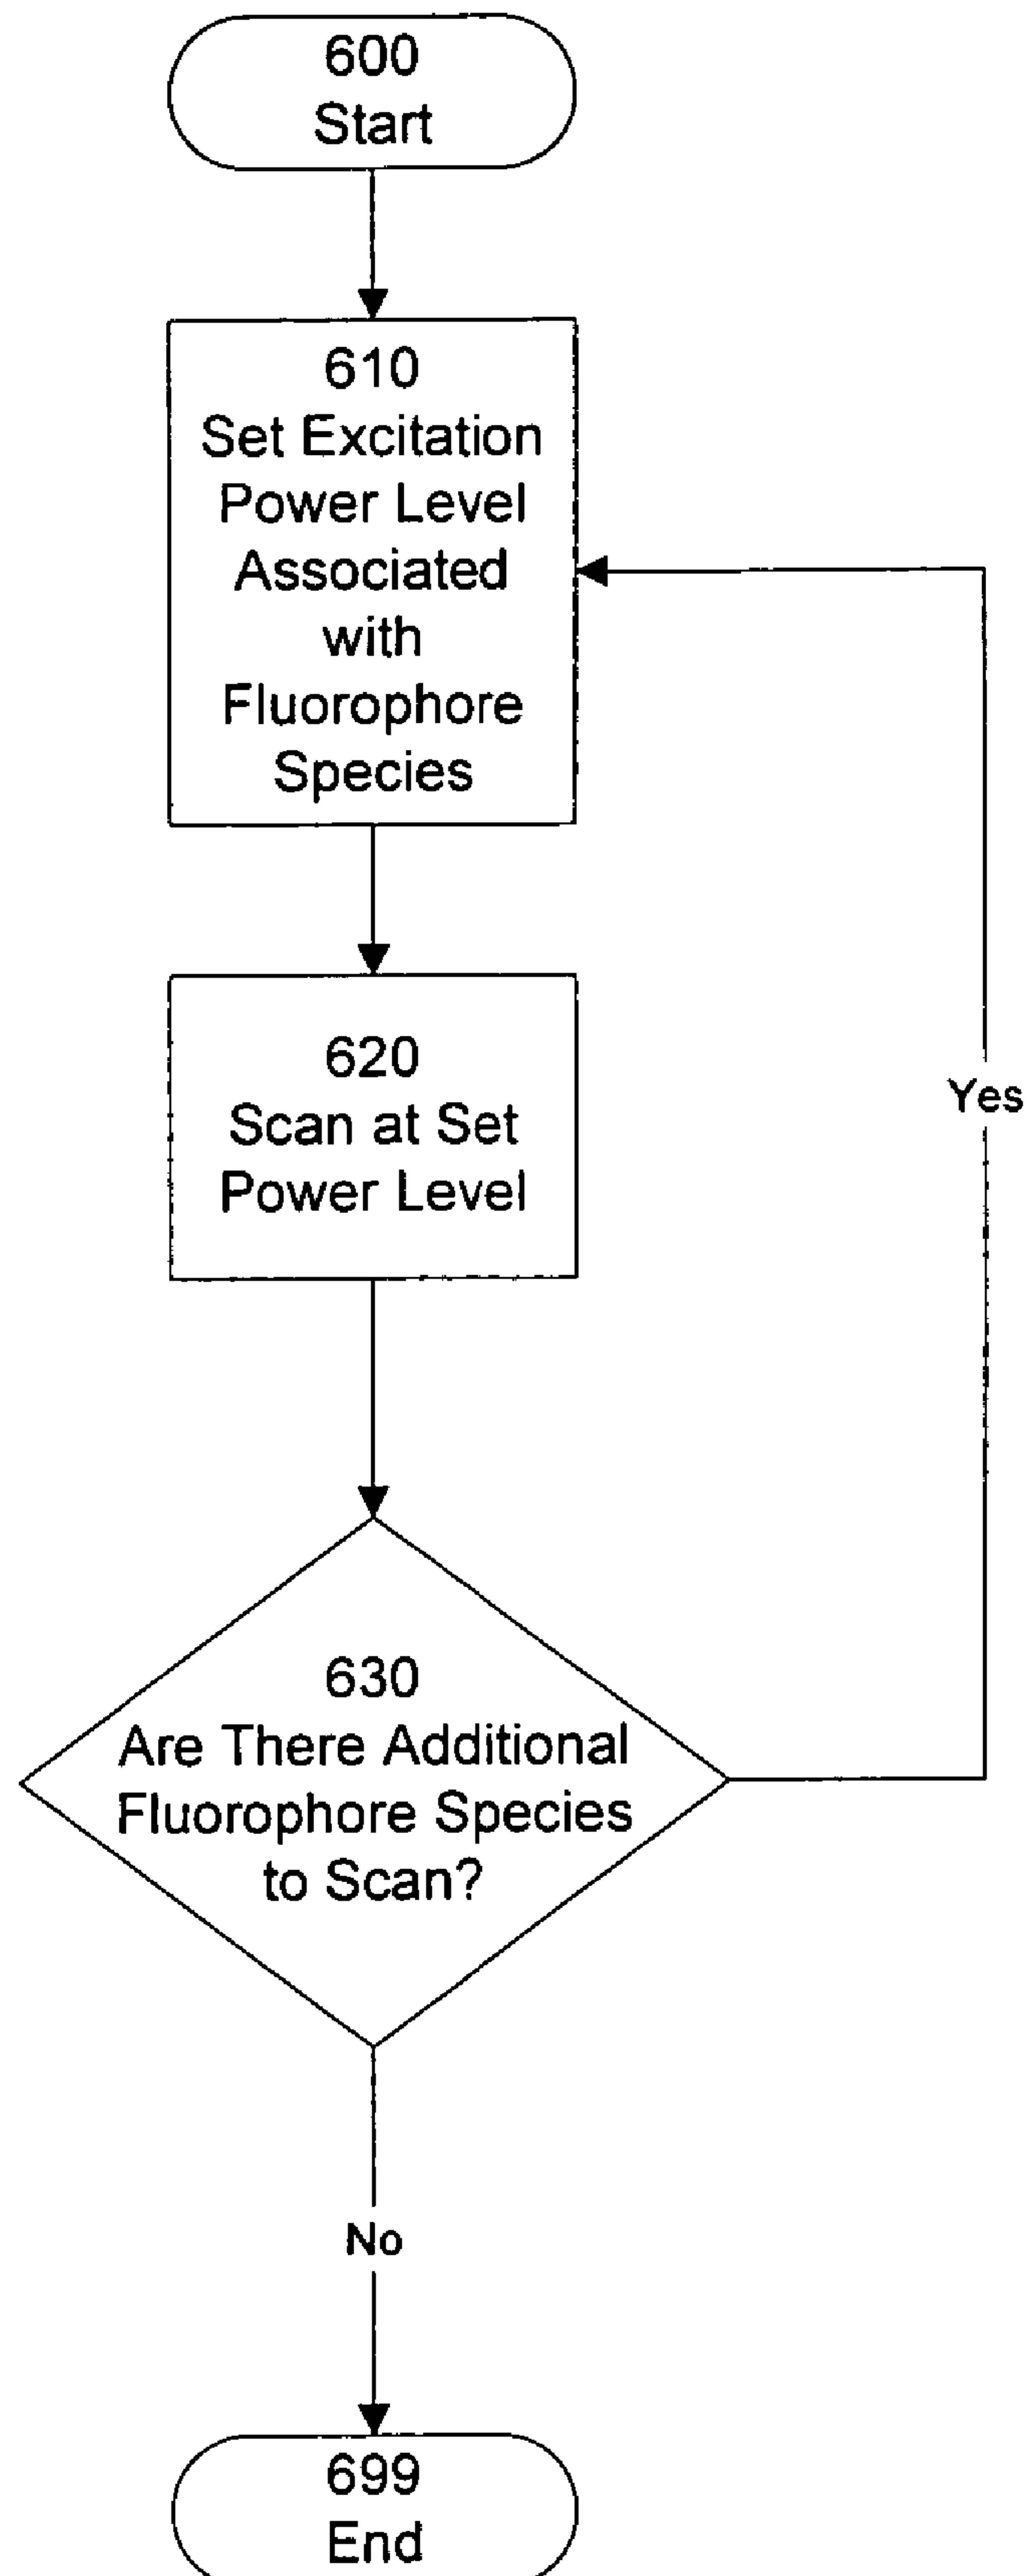 600
Start
610
Set Excitation
Power Level
Associated
with
Fluorophore
Species
620
Scan at Set
Power Level
Yes
630
Are There Additional
Fluorophore Species
to Scan?
No
699
End